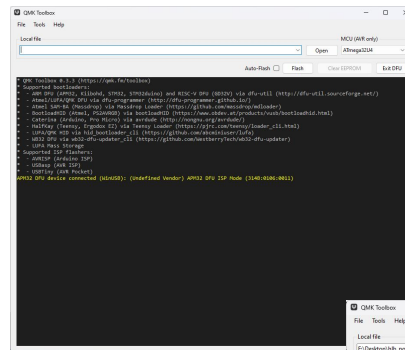 QMK Toolbox
File Tools Help
Local file
MCU (AVR only)
Open
ATmega32U4
Auto-Flash
Flash
Clear EEPROM
Exit DFU
* QMK Toolbox 0.3.3 (https://qmk.fm/toolbox)
* Supported bootloaders:
* - ARM DFU (APM32, Kiibohd, STM32, STM32duino) and RISC-V DFU (GD32V) via dfu-util (http://dfu-util.sourceforge.net/)
* - Atmel/LUFA/QMK DFU via dfu-programmer (http://dfu-programmer.github.io/)
* - Atmel SAM-BA (Massdrop) via Massdrop Loader (https://github.com/massdrop/mdloader)
* - BootloadHID (Atmel, PS2AVRGB) via bootloadHID (https://www.obdev.at/products/vusb/bootloadhid.html)
* - Caterina (Arduino, Pro Micro) via avrdude (http://nongnu.org/avrdude/)
* - HalfKay (Teensy, Ergodox EZ) via Teensy Loader (https://pjrc.com/teensy/loader_cli.html)
* - LUFA/QMK HID via hid_bootloader_cli (https://github.com/abcminiuser/lufa)
* - WB32 DFU via wb32-dfu-updater_cli (https://github.com/WestberryTech/wb32-dfu-updater)
* - LUFA Mass Storage
* Supported ISP flashers:
* - AVRISP (Arduino ISP)
* - USBasp (AVR ISP)
* - USBTiny (AVR Pocket)
APM32 DFU device connected (WinUSB): (Undefined Vendor) APM32 DFU ISP Mode (314B:0106:0011)
QMK Toolbox
File Tools Help
Local file